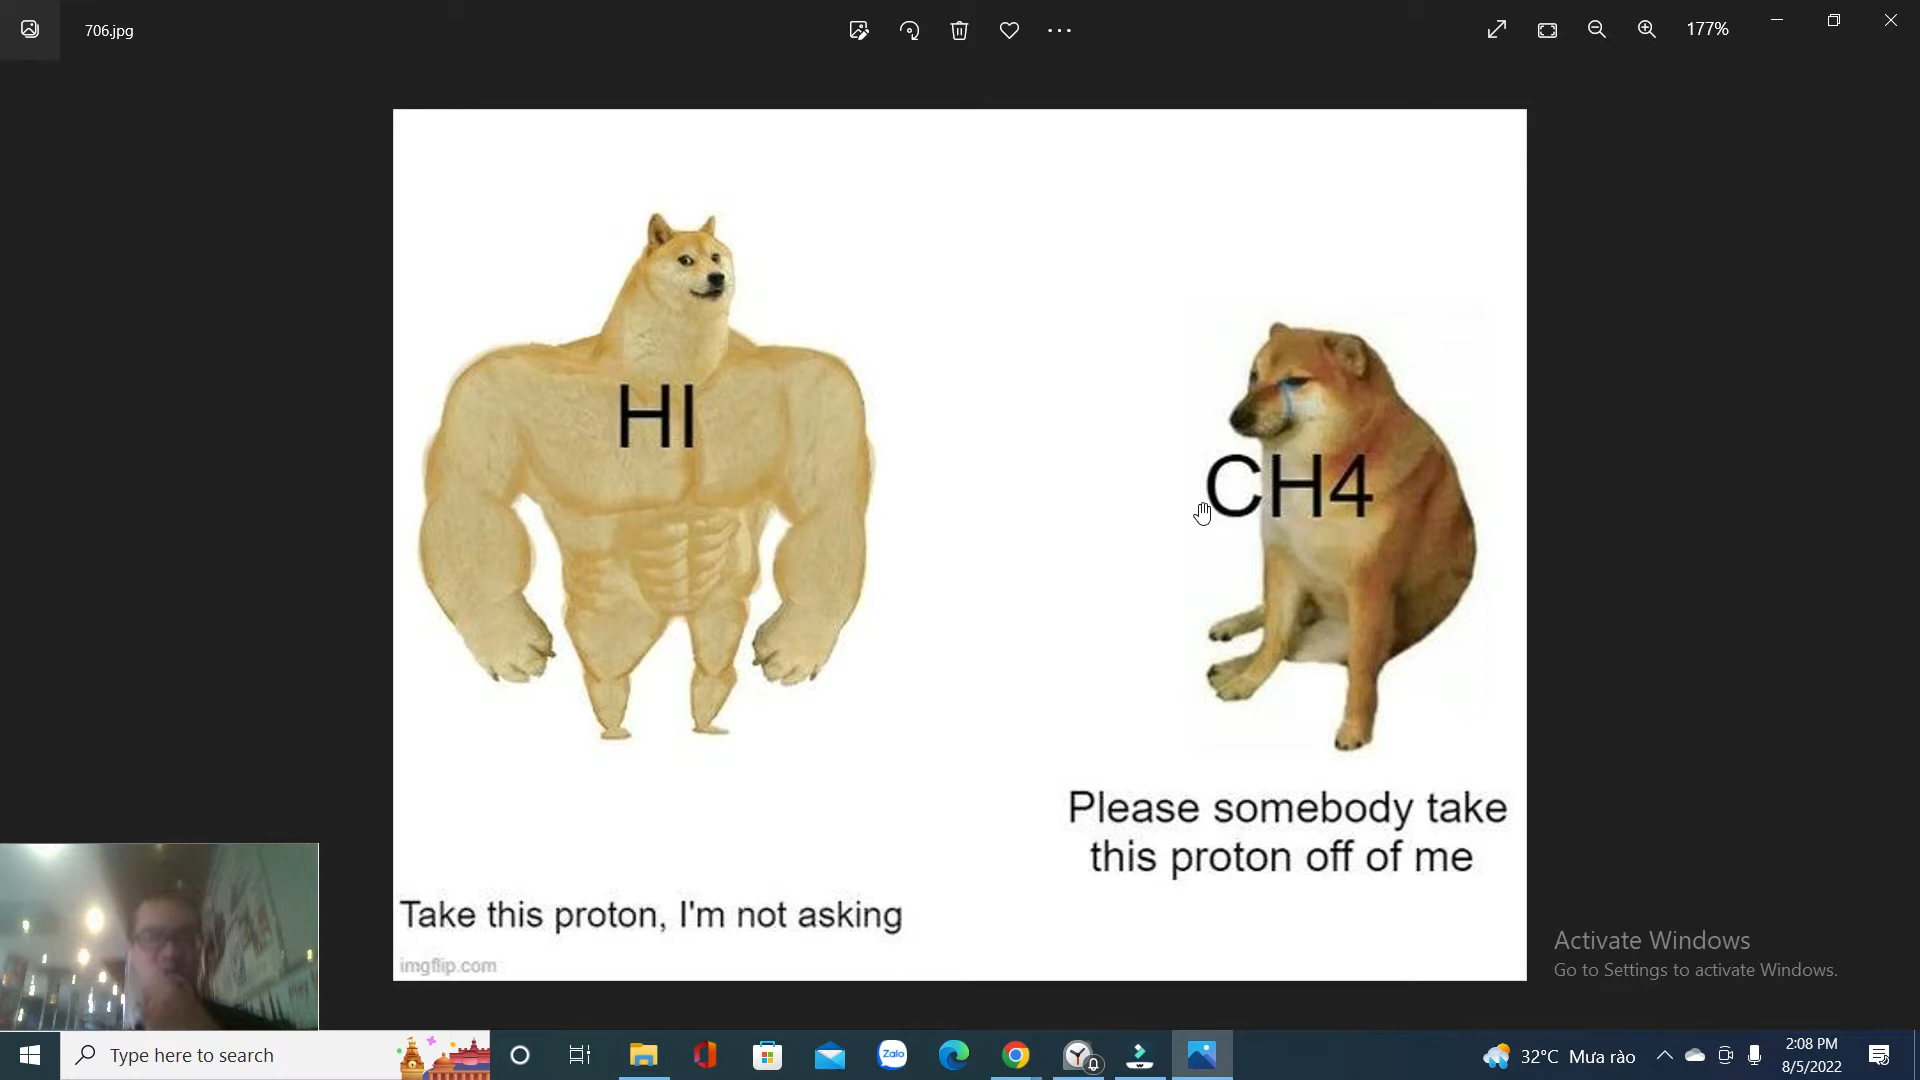 706.jpg
177%
HI
CH4
Please somebody take
this proton off of me
Take this proton, I'm not asking
imgflip.com
Activate Windows
Go to Settings to activate Windows.
Type here to search
Zalo
32°C Mưa rào
2:08 PM
8/5/2022